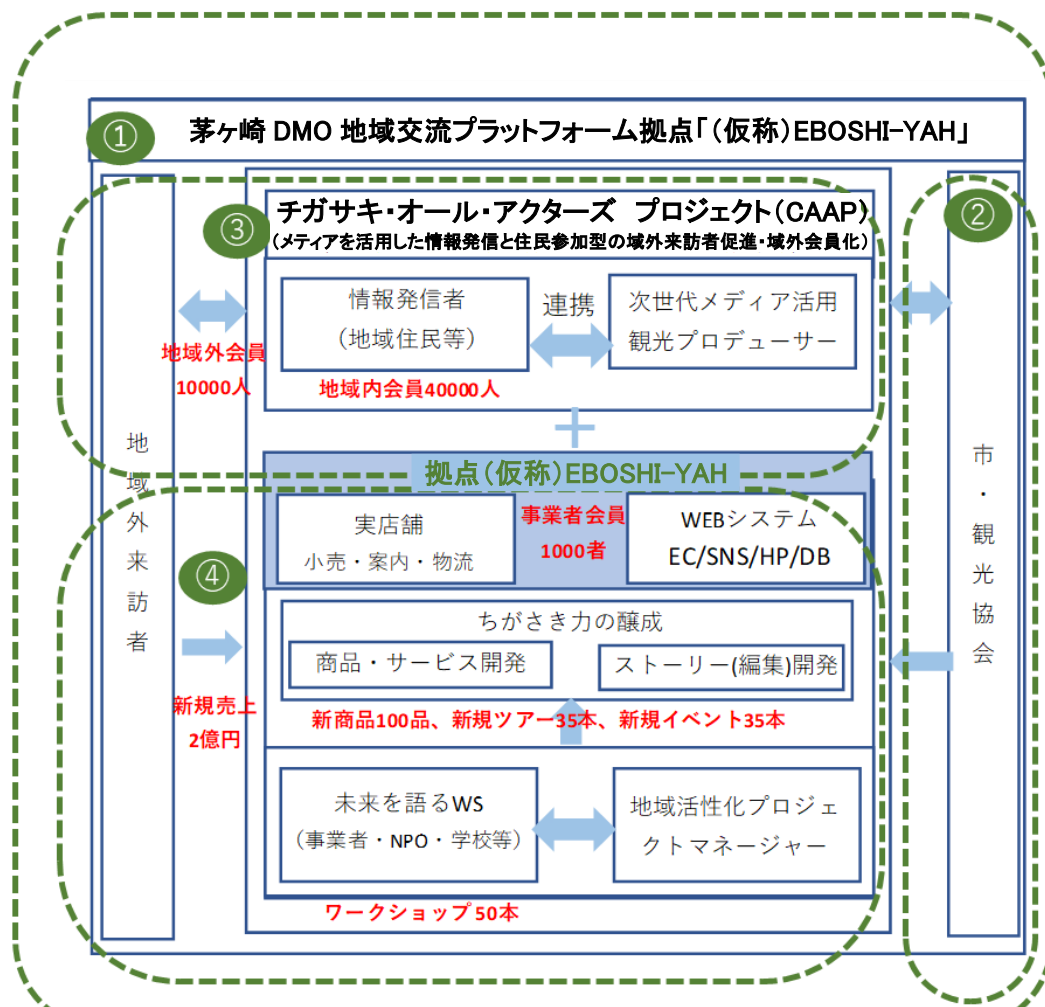 ①
茅ヶ崎 DMO 地域交流プラットフォーム拠点「(仮称)EBOSHI-YAH」
②
③
チガサキ・オール・アクターズ プロジェクト(CAAP)
(メディアを活用した情報発信と住民参加型の域外来訪者促進・域外会員化)
情報発信者
(地域住民等)
連携
次世代メディア活用
観光プロデューサー
地域外会員
10000人
地域内会員40000人
+
地域外来訪者
市・観光協会
拠点(仮称)EBOSHI-YAH
実店舗
小売・案内・物流
事業者会員
1000者
WEBシステム
EC/SNS/HP/DB
④
ちがさき力の醸成
商品・サービス開発
ストーリー(編集)開発
新規売上
2億円
新商品100品、新規ツアー35本、新規イベント35本
未来を語るWS
(事業者・NPO・学校等)
地域活性化プロジェ
クトマネージャー
ワークショップ50本